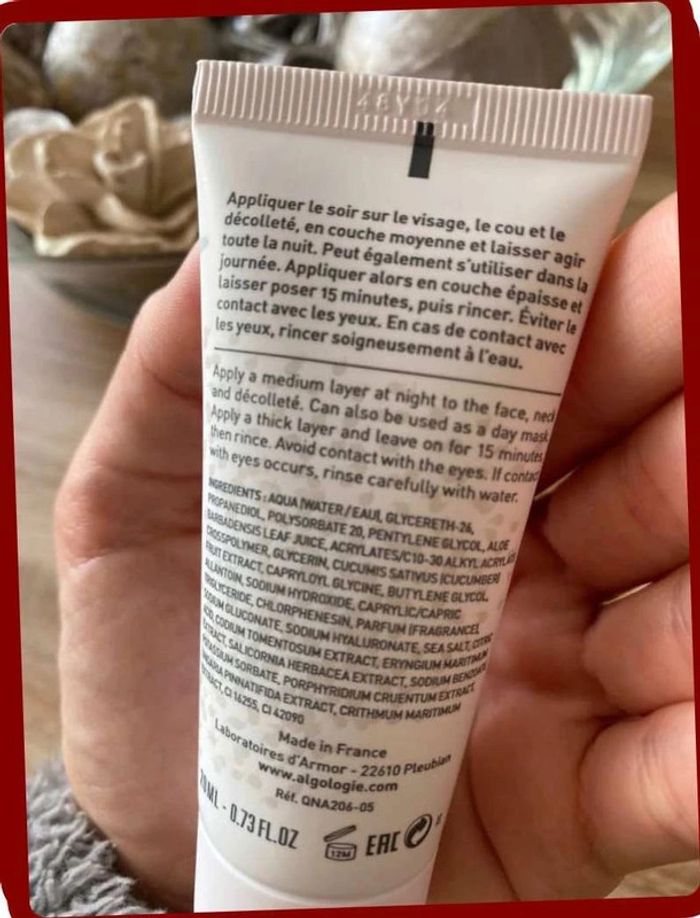 Appliquer le soir sur le visage, le cou et le
décolleté, en couche moyenne et laisser agir
toute la nuit. Peut également s'utiliser dans la
journée. Appliquer alors en couche épaisse et
laisser poser 15 minutes, puis rincer. Éviter le
contact avec les yeux. En cas de contact avec
les yeux, rincer soigneusement à l'eau.
Apply a medium layer at night to the face, neck
and décolleté. Can also be used as a day mask
Apply a thick layer and leave on for 15 minutes
then rince. Avoid contact with the eyes. If contact
with eyes occurs, rinse carefully with water.
INGREDIENTS : AQUA (WATER/EAU), GLYCERETH-26,
PROPANEDIOL, POLYSORBATE 20, PENTYLENE GLYCOL, ALOE
BARBADENSIS LEAF JUICE, ACRYLATES/C10-30 ALKYL ACRYLATE
CROSSPOLYMER, GLYCERIN, CUCUMIS SATIVUS (CUCUMBER)
FRUIT EXTRACT, CAPRYLOYL GLYCINE, BUTYLENE GLYCOL,
ALLANTOIN, SODIUM HYDROXIDE, CAPRYLIC/CAPRIC
TRIGLYCERIDE, CHLORPHENESIN, PARFUM (FRAGRANCE),
SODIUM GLUCONATE, SODIUM HYALURONATE, SEA SALT, CITRIC
ACID, CODIUM TOMENTOSUM EXTRACT, ERYNGIUM MARITIMUM
EXTRACT, SALICORNIA HERBACEA EXTRACT, SODIUM BENZOATE
POTASSIUM SORBATE, PORPHYRIDIUM CRUENTUM EXTRACT,
PINNATIFIDA EXTRACT, CRITHMUM MARITIMUM
EXTRACT, CI 16255, CI 42090
Made in France
Laboratoires d'Armor - 22610 Pleubian
www.algologie.com
Réf. QNA206-05
20ML - 0.73 FL.OZ
12M EAC